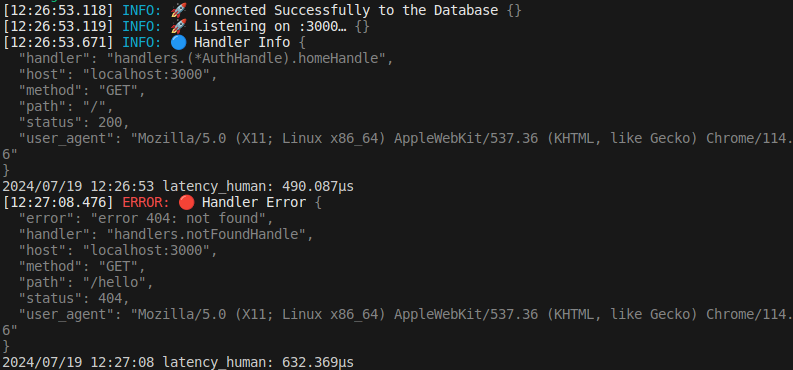 [12:26:53.118] INFO: 🚀 Connected Successfully to the Database {}
[12:26:53.119] INFO: 🚀 Listening on :3000… {}
[12:26:53.671] INFO: 🔵 Handler Info {
  "handler": "handlers.(*AuthHandle).homeHandle",
  "host": "localhost:3000",
  "method": "GET",
  "path": "/",
  "status": 200,
  "user_agent": "Mozilla/5.0 (X11; Linux x86_64) AppleWebKit/537.36 (KHTML, like Gecko) Chrome/114.
6"
}
2024/07/19 12:26:53 latency_human: 490.087µs
[12:27:08.476] ERROR: 🔴 Handler Error {
  "error": "error 404: not found",
  "handler": "handlers.notFoundHandle",
  "host": "localhost:3000",
  "method": "GET",
  "path": "/hello",
  "status": 404,
  "user_agent": "Mozilla/5.0 (X11; Linux x86_64) AppleWebKit/537.36 (KHTML, like Gecko) Chrome/114.
6"
}
2024/07/19 12:27:08 latency_human: 632.369µs